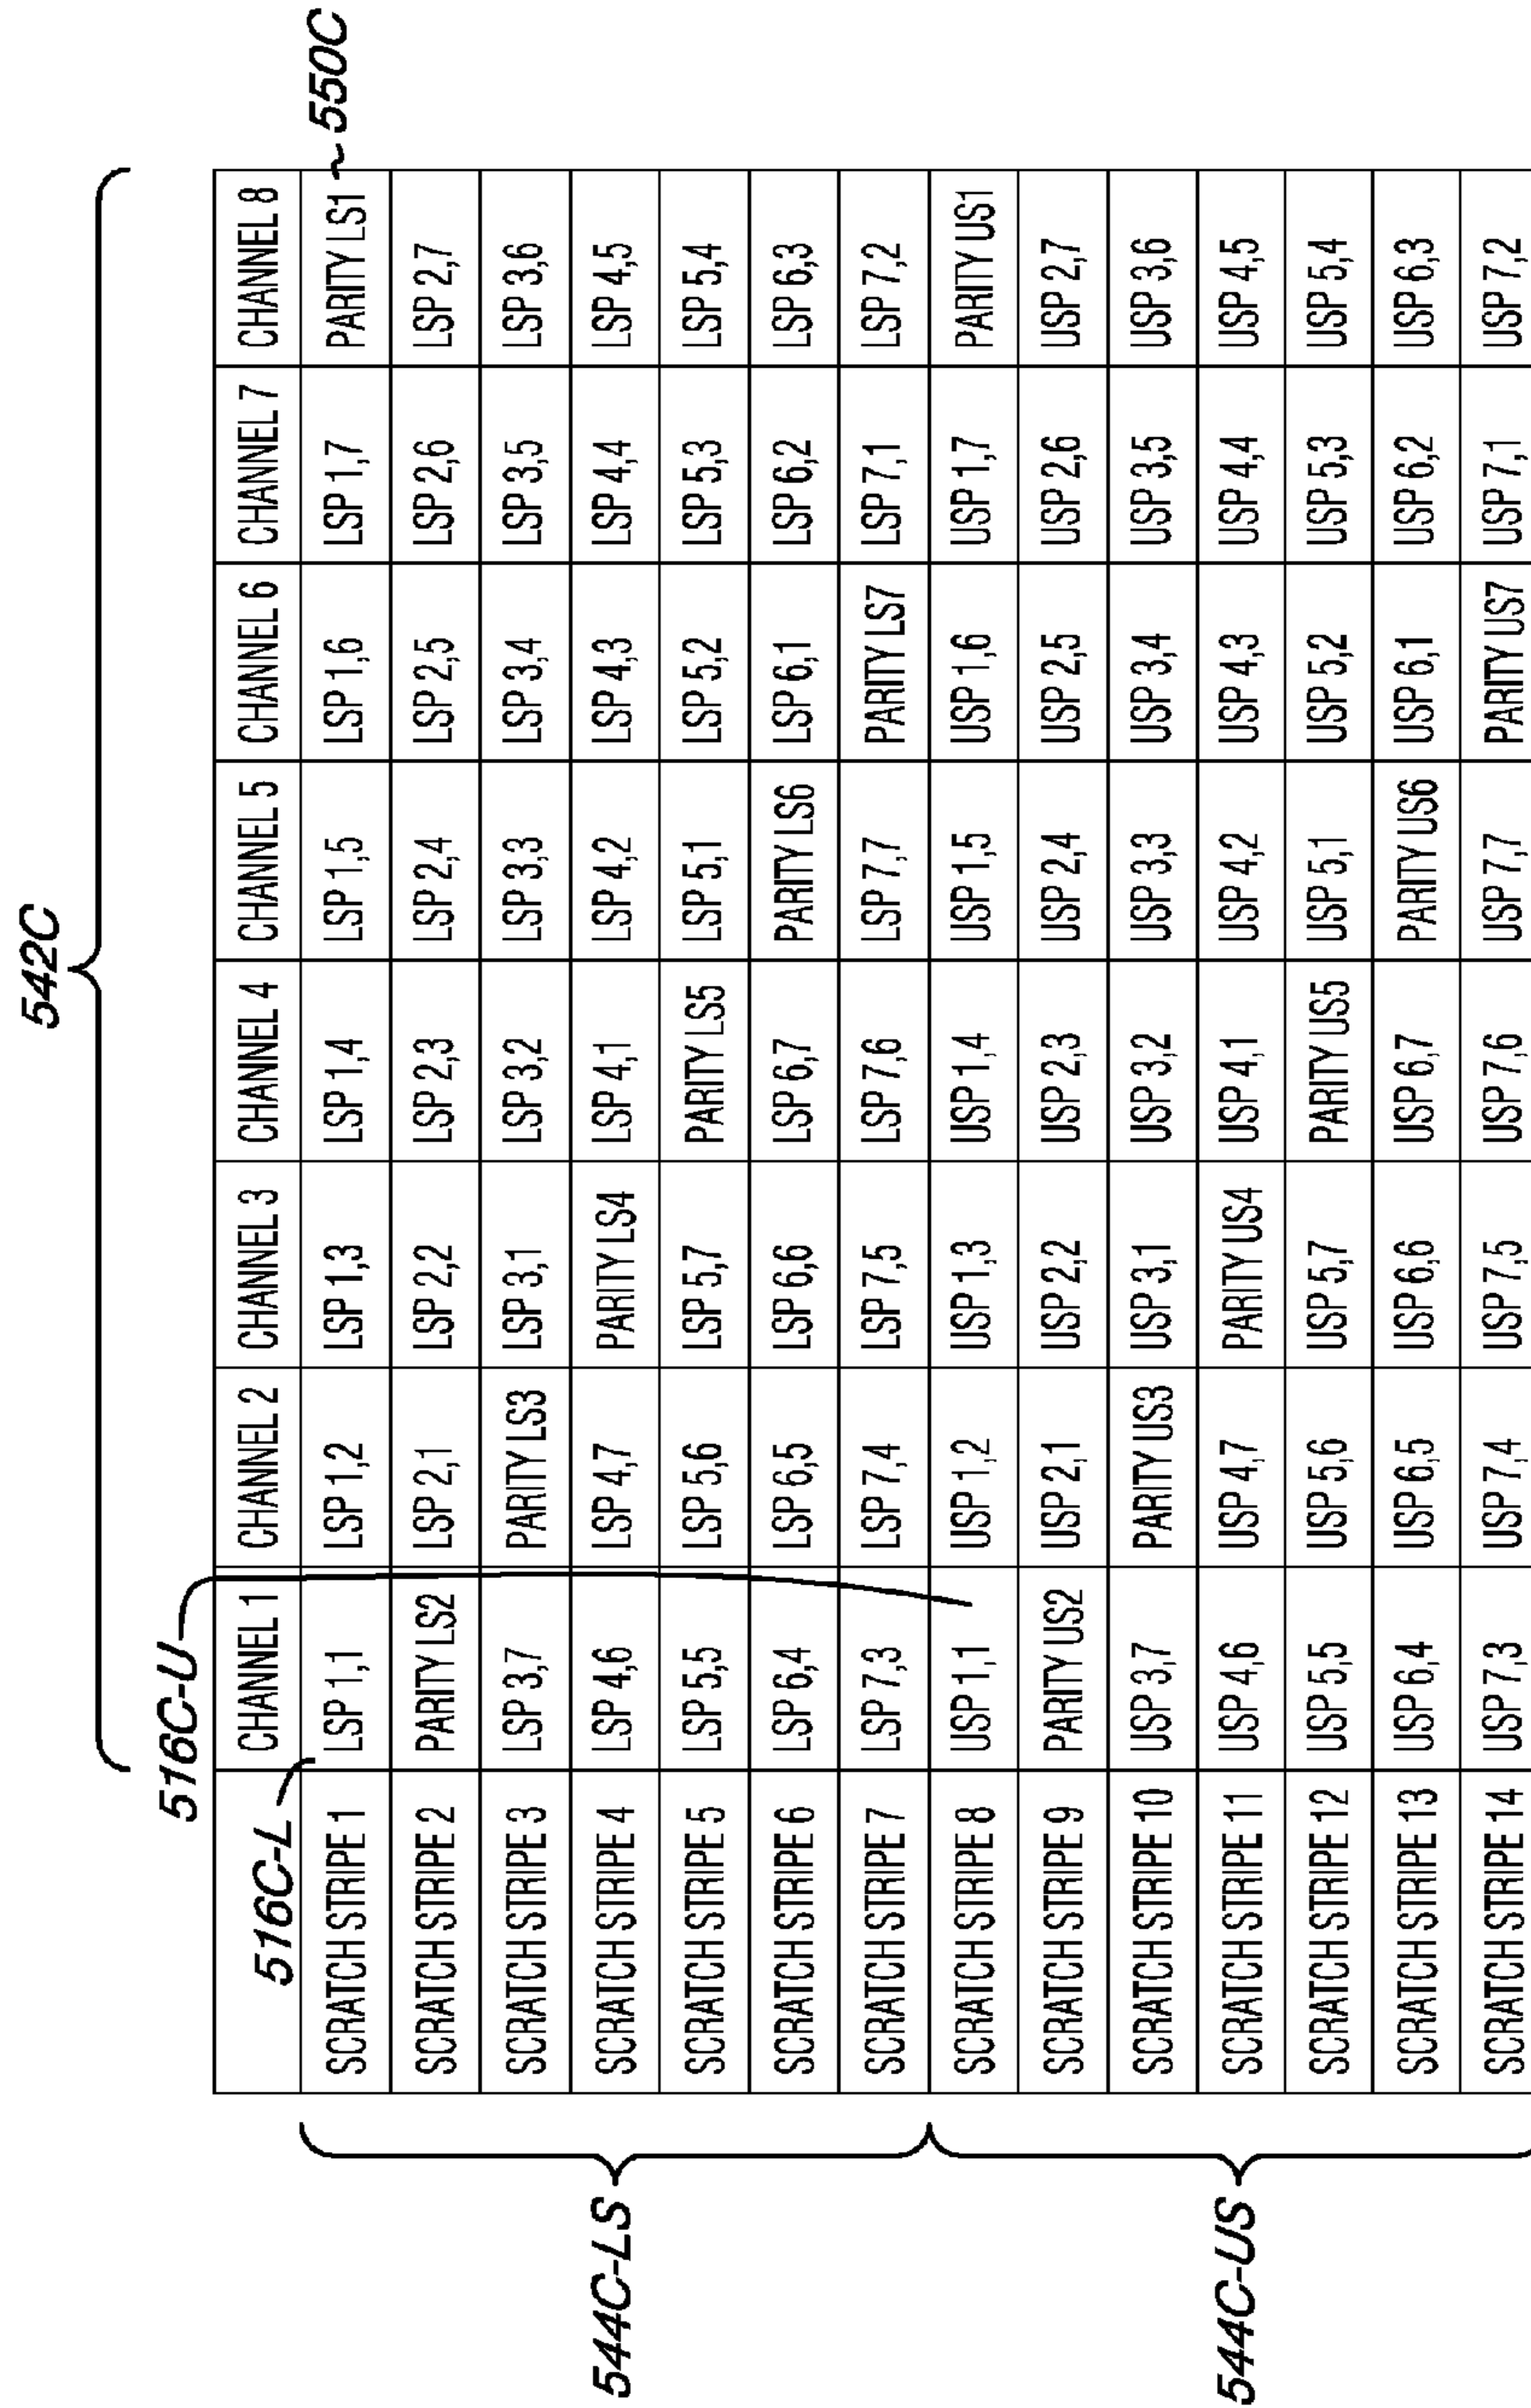 542C
516C-U
516C-L
550C
CHANNEL 1 CHANNEL 2 CHANNEL 3 CHANNEL 4 CHANNEL 5 CHANNEL 6 CHANNEL 7 CHANNEL 8
SCRATCH STRIPE 1 LSP 1,1 LSP 1,2 LSP 1,3 LSP 1,4 LSP 1,5 LSP 1,6 LSP 1,7 PARITY LS1
SCRATCH STRIPE 2 PARITY LS2 LSP 2,1 LSP 2,2 LSP 2,3 LSP 2,4 LSP 2,5 LSP 2,6 LSP 2,7
SCRATCH STRIPE 3 LSP 3,7 PARITY LS3 LSP 3,1 LSP 3,2 LSP 3,3 LSP 3,4 LSP 3,5 LSP 3,6
SCRATCH STRIPE 4 LSP 4,6 LSP 4,7 PARITY LS4 LSP 4,1 LSP 4,2 LSP 4,3 LSP 4,4 LSP 4,5
SCRATCH STRIPE 5 LSP 5,5 LSP 5,6 LSP 5,7 PARITY LS5 LSP 5,1 LSP 5,2 LSP 5,3 LSP 5,4
SCRATCH STRIPE 6 LSP 6,4 LSP 6,5 LSP 6,6 LSP 6,7 PARITY LS6 LSP 6,1 LSP 6,2 LSP 6,3
SCRATCH STRIPE 7 LSP 7,3 LSP 7,4 LSP 7,5 LSP 7,6 LSP 7,7 PARITY LS7 LSP 7,1 LSP 7,2
SCRATCH STRIPE 8 USP 1,1 USP 1,2 USP 1,3 USP 1,4 USP 1,5 USP 1,6 USP 1,7 PARITY US1
SCRATCH STRIPE 9 PARITY US2 USP 2,1 USP 2,2 USP 2,3 USP 2,4 USP 2,5 USP 2,6 USP 2,7
SCRATCH STRIPE 10 USP 3,7 PARITY US3 USP 3,1 USP 3,2 USP 3,3 USP 3,4 USP 3,5 USP 3,6
SCRATCH STRIPE 11 USP 4,6 USP 4,7 PARITY US4 USP 4,1 USP 4,2 USP 4,3 USP 4,4 USP 4,5
SCRATCH STRIPE 12 USP 5,5 USP 5,6 USP 5,7 PARITY US5 USP 5,1 USP 5,2 USP 5,3 USP 5,4
SCRATCH STRIPE 13 USP 6,4 USP 6,5 USP 6,6 USP 6,7 PARITY US6 USP 6,1 USP 6,2 USP 6,3
SCRATCH STRIPE 14 USP 7,3 USP 7,4 USP 7,5 USP 7,6 USP 7,7 PARITY US7 USP 7,1 USP 7,2
544C-LS
544C-US